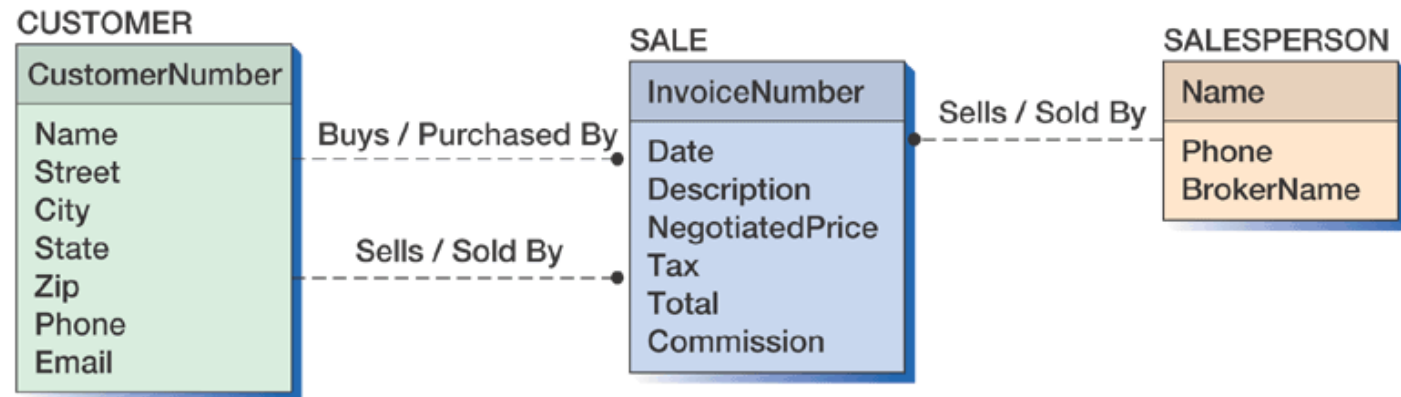 CUSTOMER
CustomerNumber
Name
Street
City
State
Zip
Phone
Email
Buys / Purchased By
Sells / Sold By
SALE
InvoiceNumber
Date
Description
NegotiatedPrice
Tax
Total
Commission
Sells / Sold By
SALESPERSON
Name
Phone
BrokerName